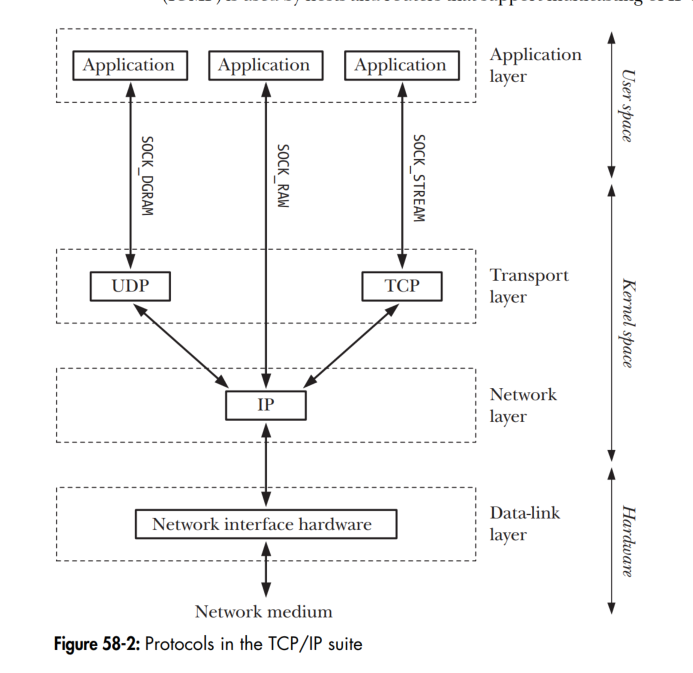 Application
Application
Application
Application
layer
User space
SOCK_DGRAM
SOCK_RAW
SOCK_STREAM
UDP
TCP
Transport
layer
Kernel space
IP
Network
layer
Network interface hardware
Data-link
layer
Hardware
Network medium
Figure 58-2: Protocols in the TCP/IP suite